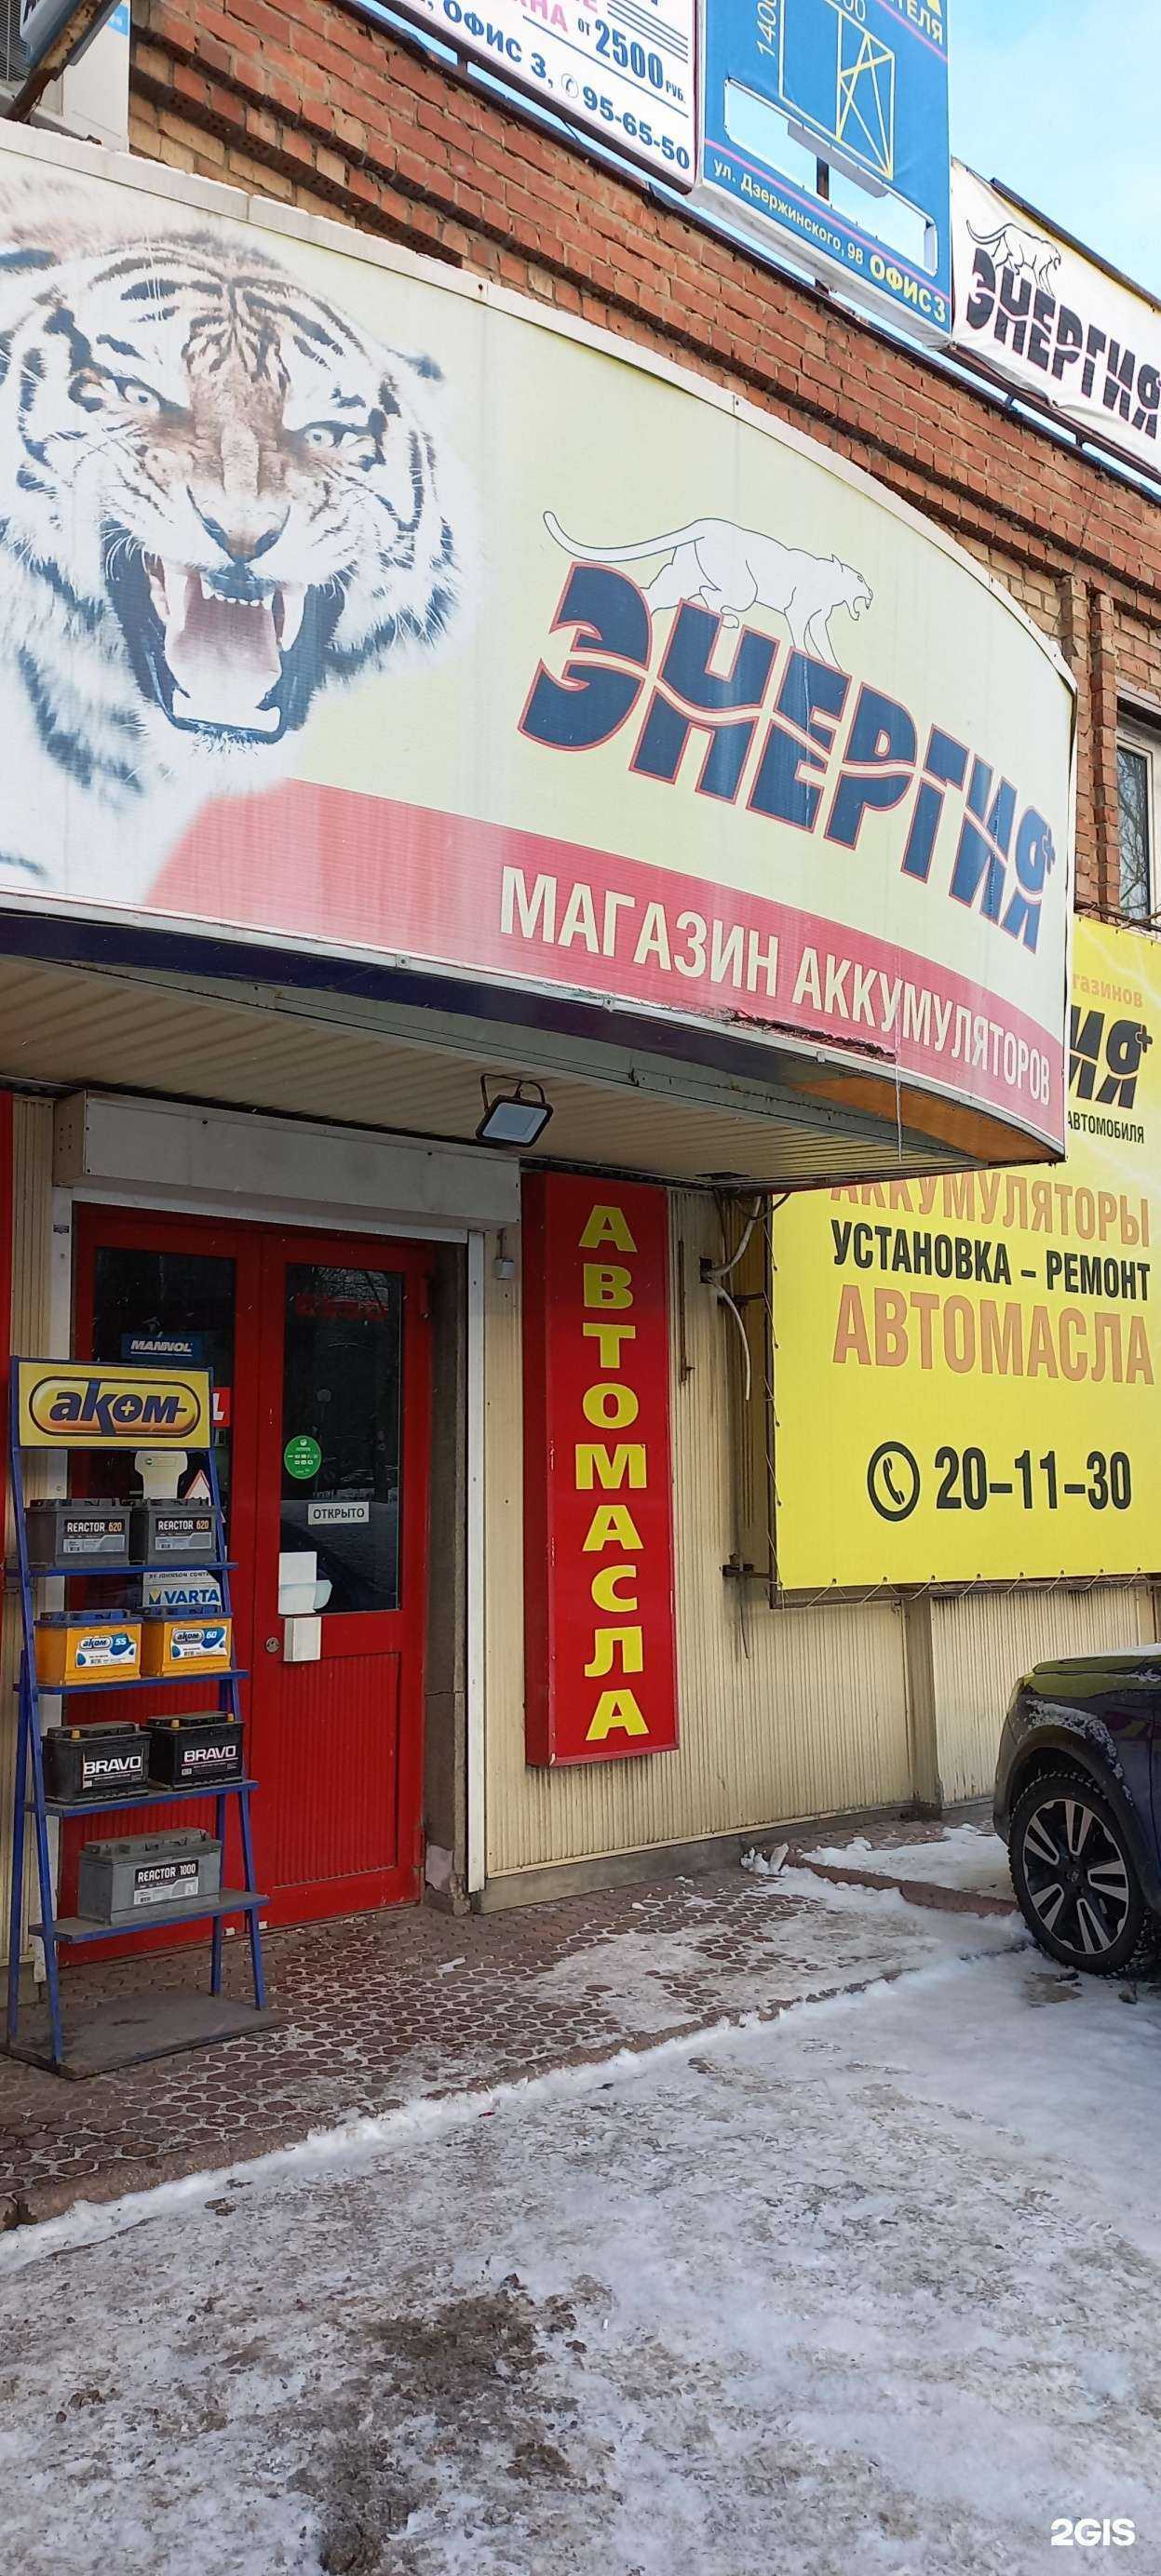 от 2500 РУБ.
ОФИС 3, 95-65-50
1400
ул. Дзержинского, 98 ОФИС 3
ЭНЕРГИЯ+
ЭНЕРГИЯ+
МАГАЗИН АККУМУЛЯТОРОВ
АВТОМОБИЛЯ
АККУМУЛЯТОРЫ
УСТАНОВКА – РЕМОНТ
АВТОМАСЛА
20-11-30
АВТОМАСЛА
MANNOL
аком
ОТКРЫТО
REACTOR 620
REACTOR 620
VARTA
аком 55
аком 60
BRAVO
BRAVO
REACTOR 1000
2GIS